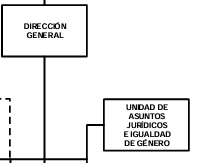 DIRECCIÓN
GENERAL
UNIDAD DE
ASUNTOS
JURÍDICOS
E IGUALDAD
DE GÉNERO